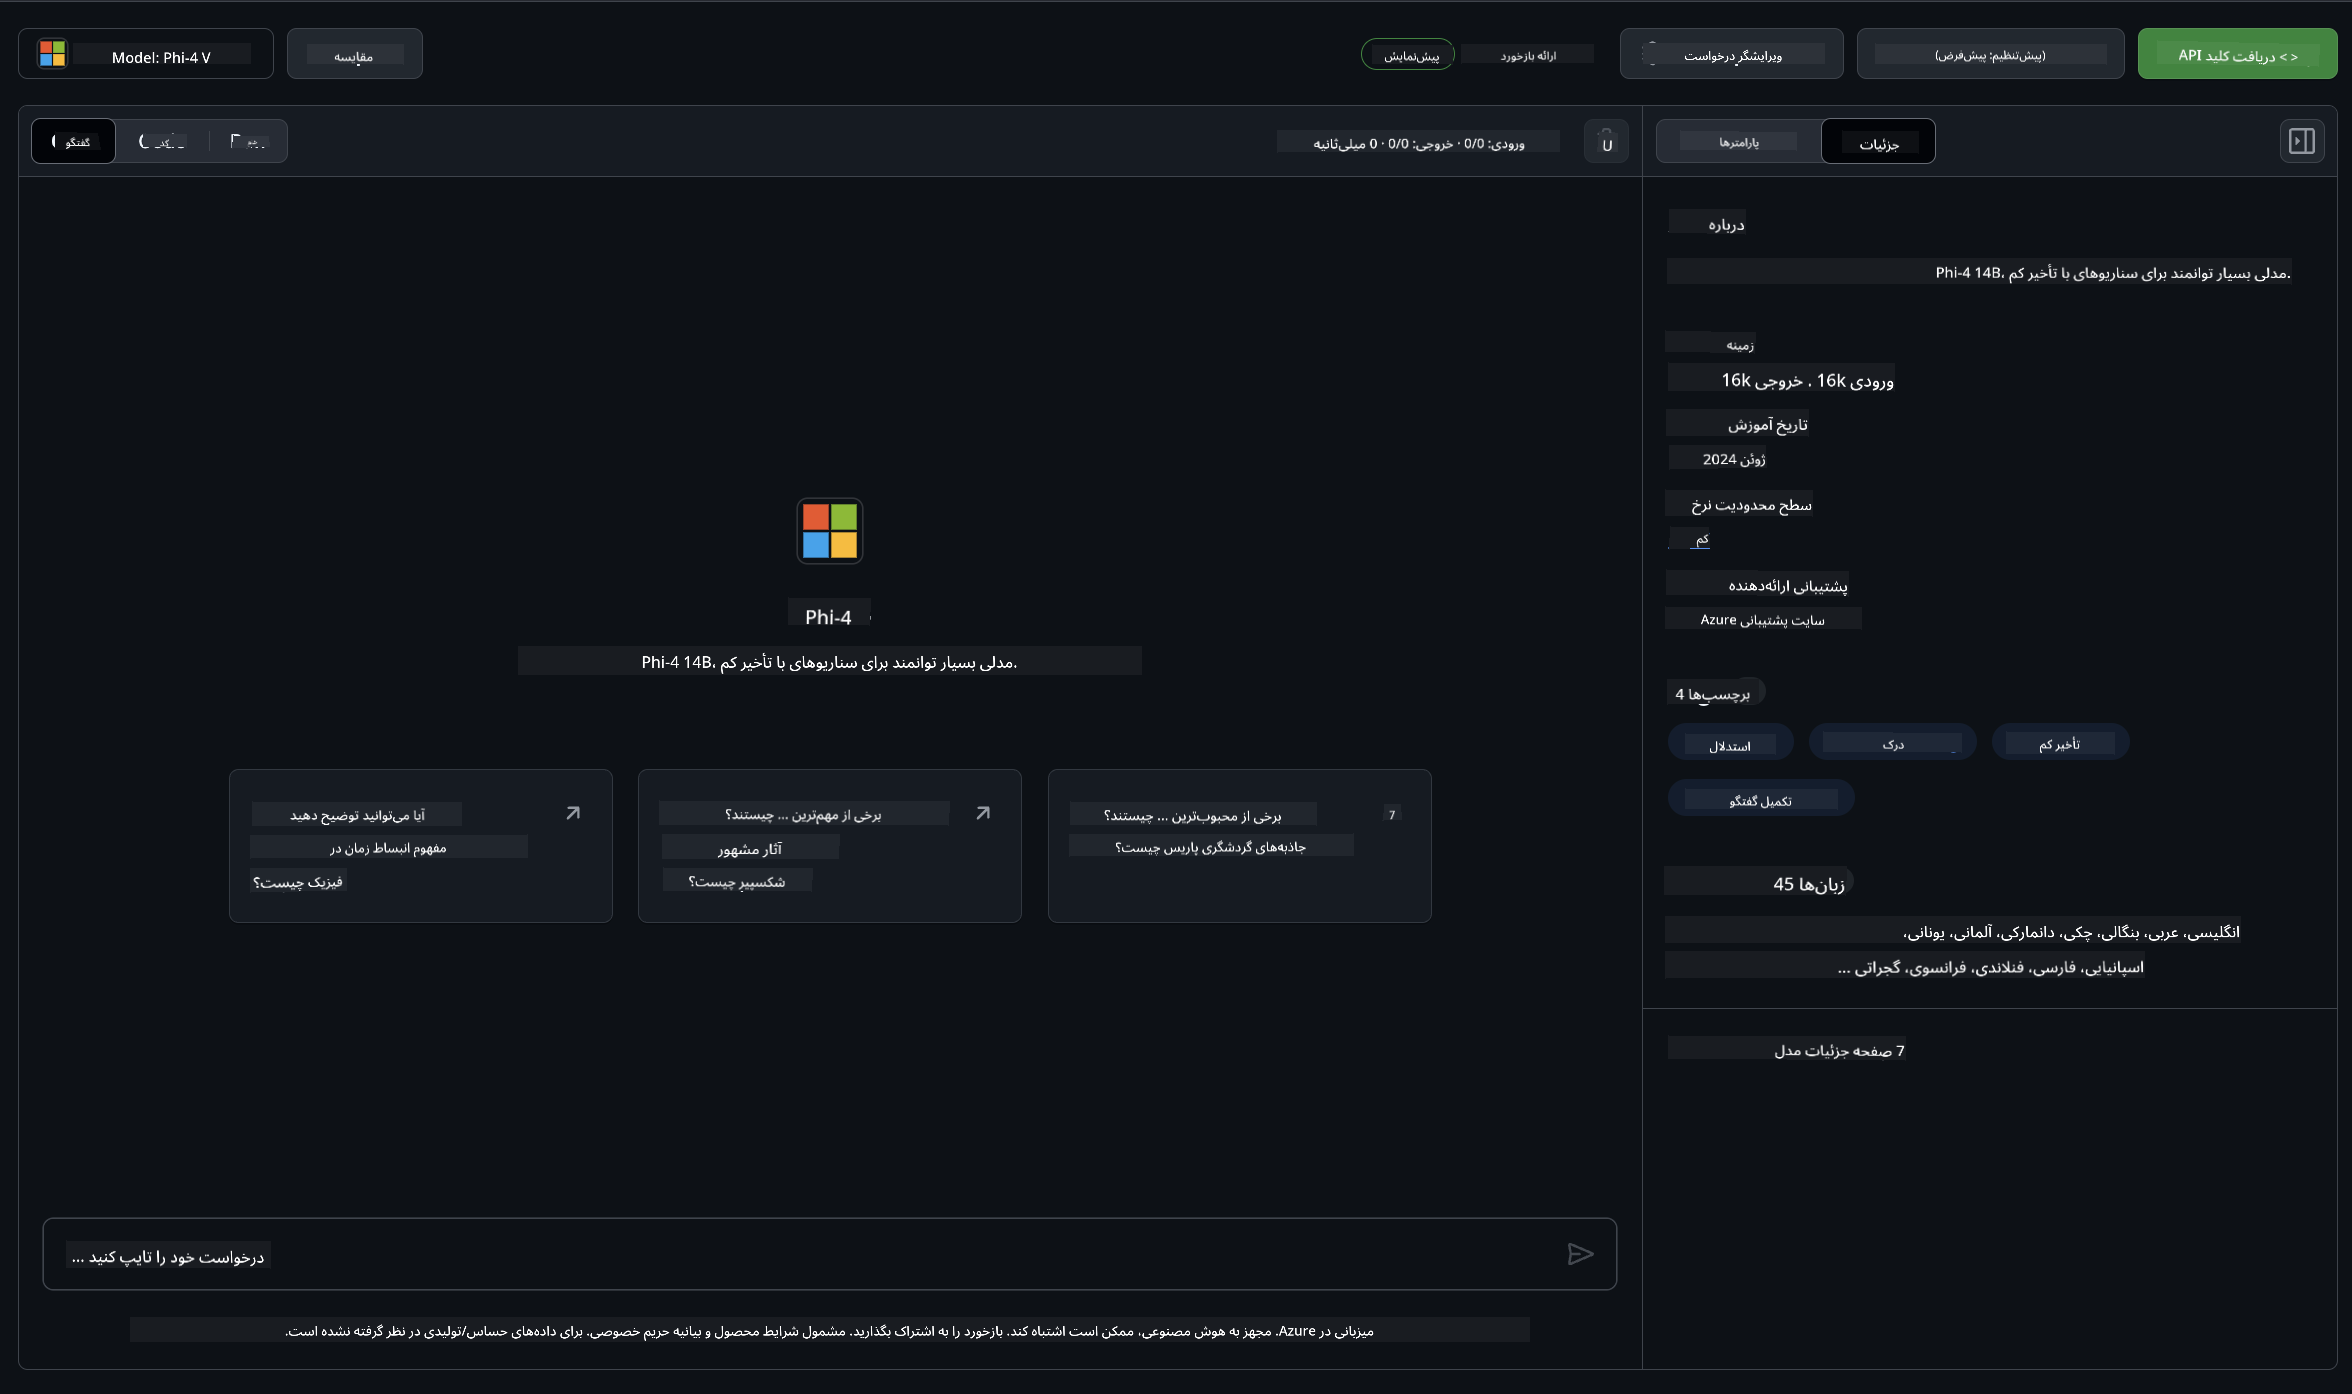 Model: Phi-4 V
مقایسه
پیش‌نمایش
ارائه بازخورد
ویرایشگر درخواست
(پیش‌تنظیم: پیش‌فرض)
< > دریافت کلید API
گفتگو
کد
ورودی: 0/0 · خروجی: 0/0 · 0 میلی‌ثانیه
پارامترها
جزئیات
Phi-4
Phi-4 14B، مدلی بسیار توانمند برای سناریوهای با تأخیر کم.
آیا می‌توانید توضیح دهید
مفهوم انبساط زمان در
فیزیک چیست؟
برخی از مهم‌ترین ... چیستند؟
آثار مشهور
شکسپیر چیست؟
برخی از محبوب‌ترین ... چیستند؟
جاذبه‌های گردشگری پاریس چیست؟
7
درخواست خود را تایپ کنید ...
میزبانی در Azure. مجهز به هوش مصنوعی، ممکن است اشتباه کند. بازخورد را به اشتراک بگذارید. مشمول شرایط محصول و بیانیه حریم خصوصی. برای داده‌های حساس/تولیدی در نظر گرفته نشده است.
درباره
Phi-4 14B، مدلی بسیار توانمند برای سناریوهای با تأخیر کم.
زمینه
ورودی 16k . خروجی 16k
تاریخ آموزش
ژوئن 2024
سطح محدودیت نرخ
کم
پشتیبانی ارائه‌دهنده
سایت پشتیبانی Azure
برچسب‌ها 4
استدلال
درک
تأخیر کم
تکمیل گفتگو
زبان‌ها 45
انگلیسی، عربی، بنگالی، چکی، دانمارکی، آلمانی، یونانی،
اسپانیایی، فارسی، فنلاندی، فرانسوی، گجراتی ...
7 صفحه جزئیات مدل